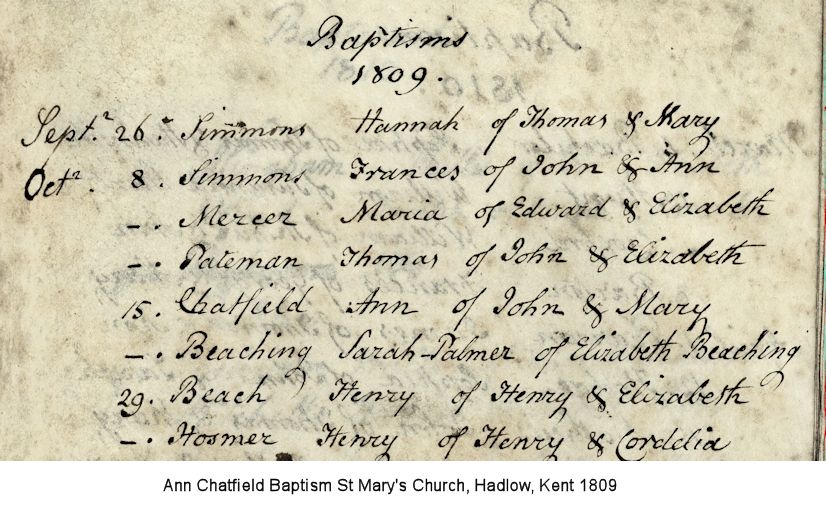 Baptisms
1809.
Septr. 26. Simmons Hannah of Thomas & Mary
Octr. 8. Simmons Frances of John & Ann
-. Mercer Maria of Edward & Elizabeth
-. Pateman Thomas of John & Elizabeth
15. Chatfield Ann of John & Mary
-. Beaching Sarah-Palmer of Elizabeth Beaching
29. Beach Henry of Henry & Elizabeth
-. Hosmer Henry of Henry & Cordelia
Ann Chatfield Baptism St Mary's Church, Hadlow, Kent 1809